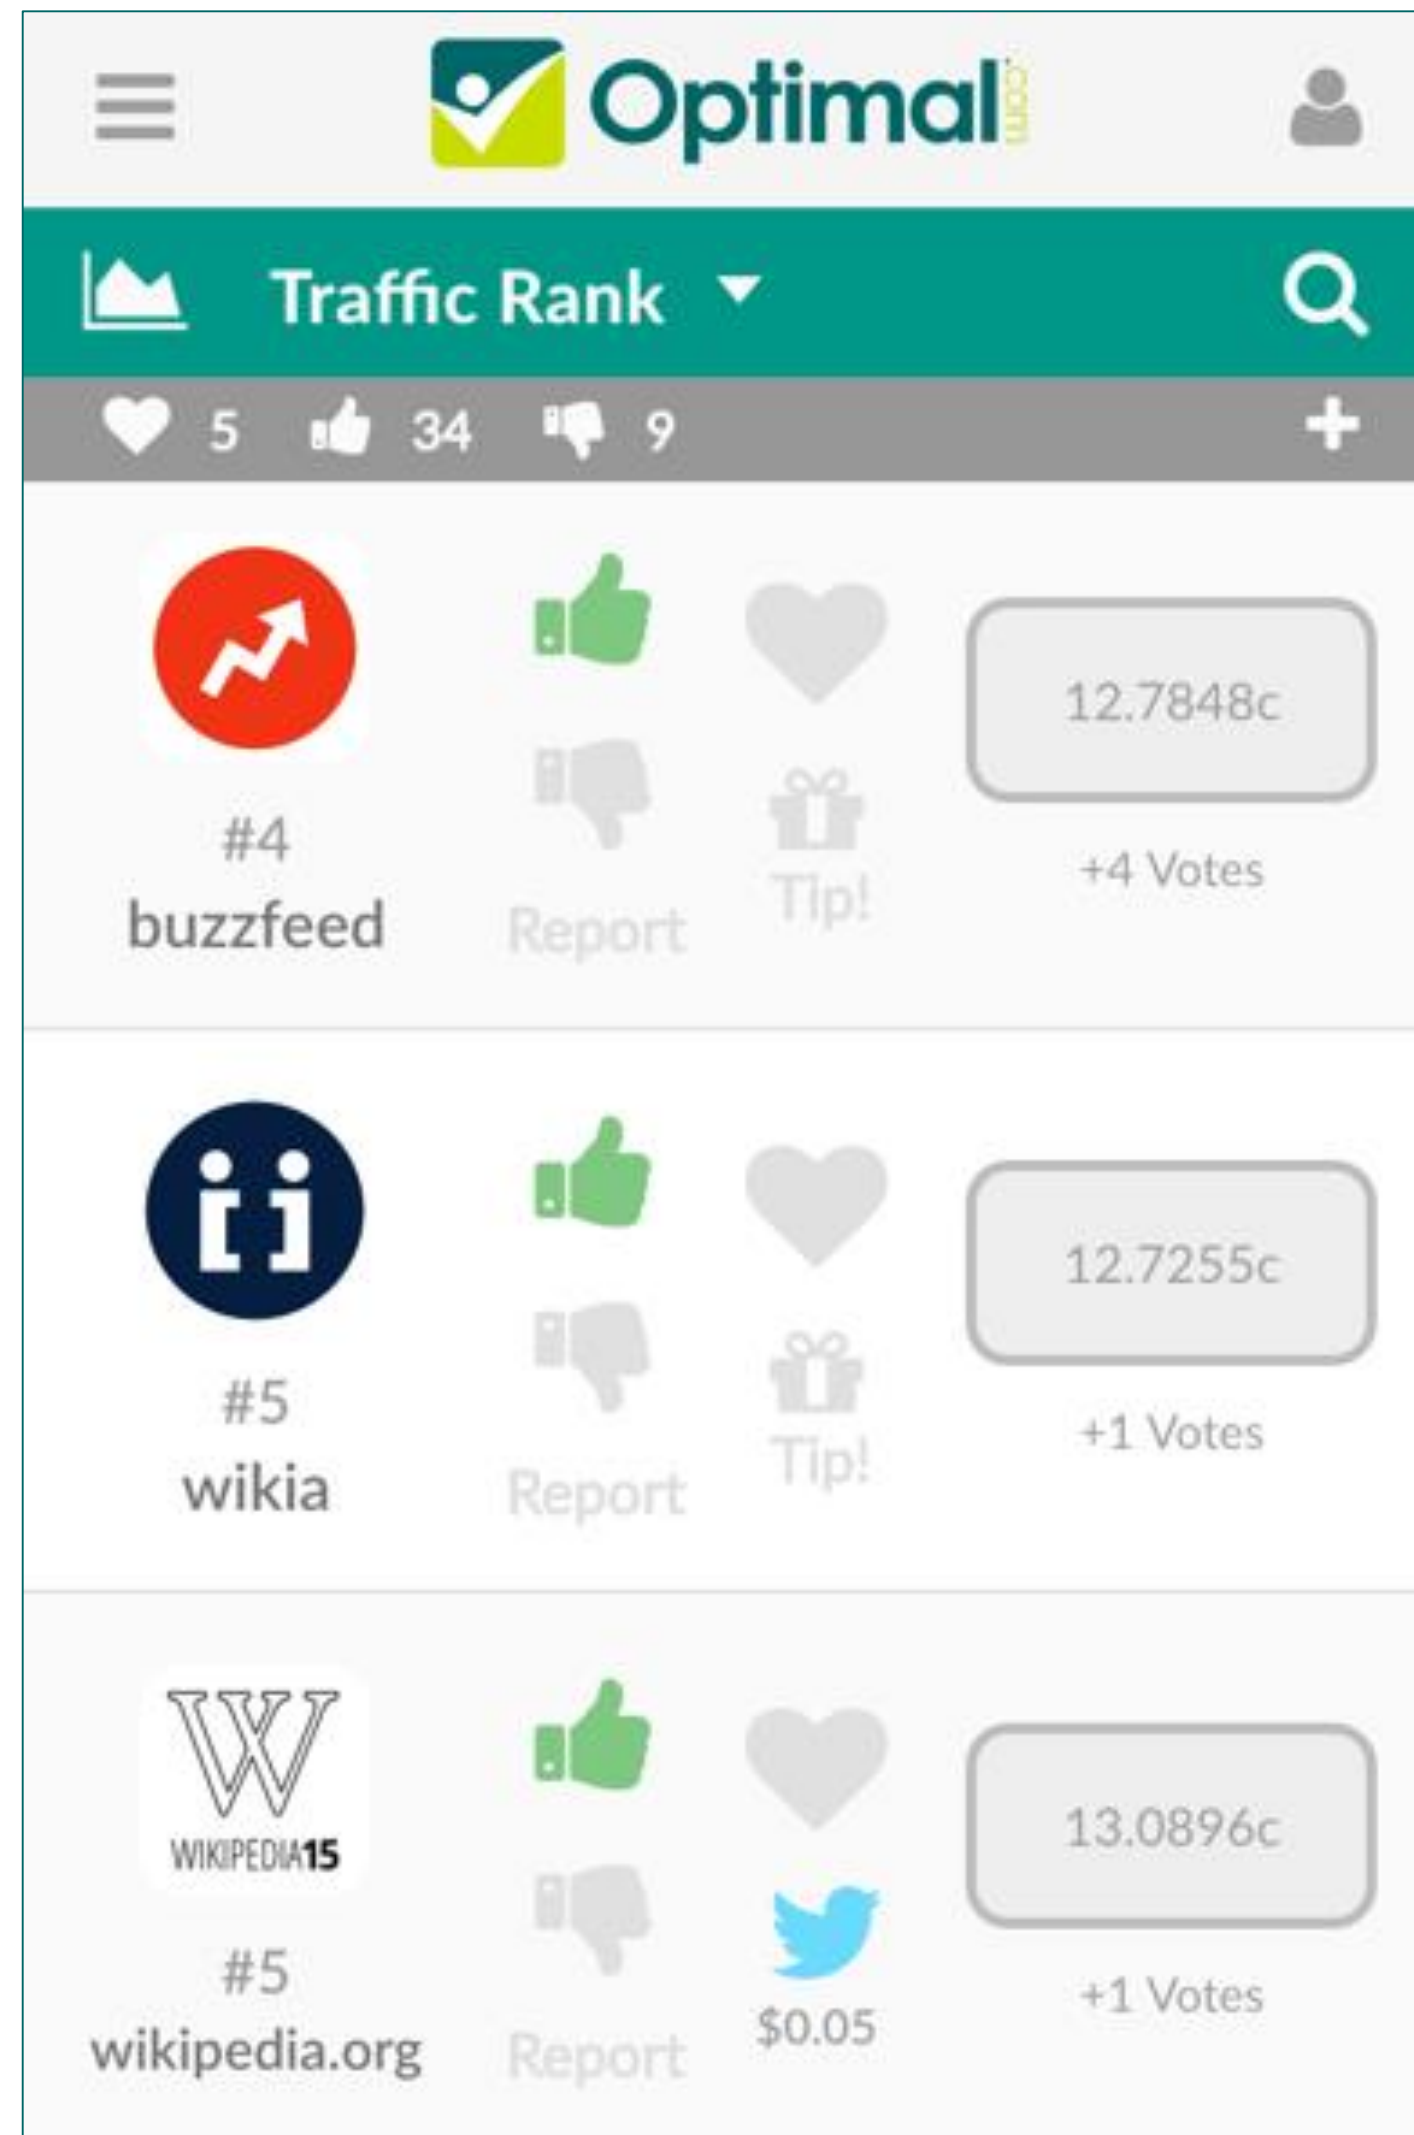 Optimal.com
Traffic Rank
5 34 9
12.7848c
#4
+4 Votes
buzzfeed
Report
Tip!
12.7255c
#5
+1 Votes
wikia
Report
Tip!
WIKIPEDIA15
13.0896c
#5
+1 Votes
wikipedia.org
Report
$0.05